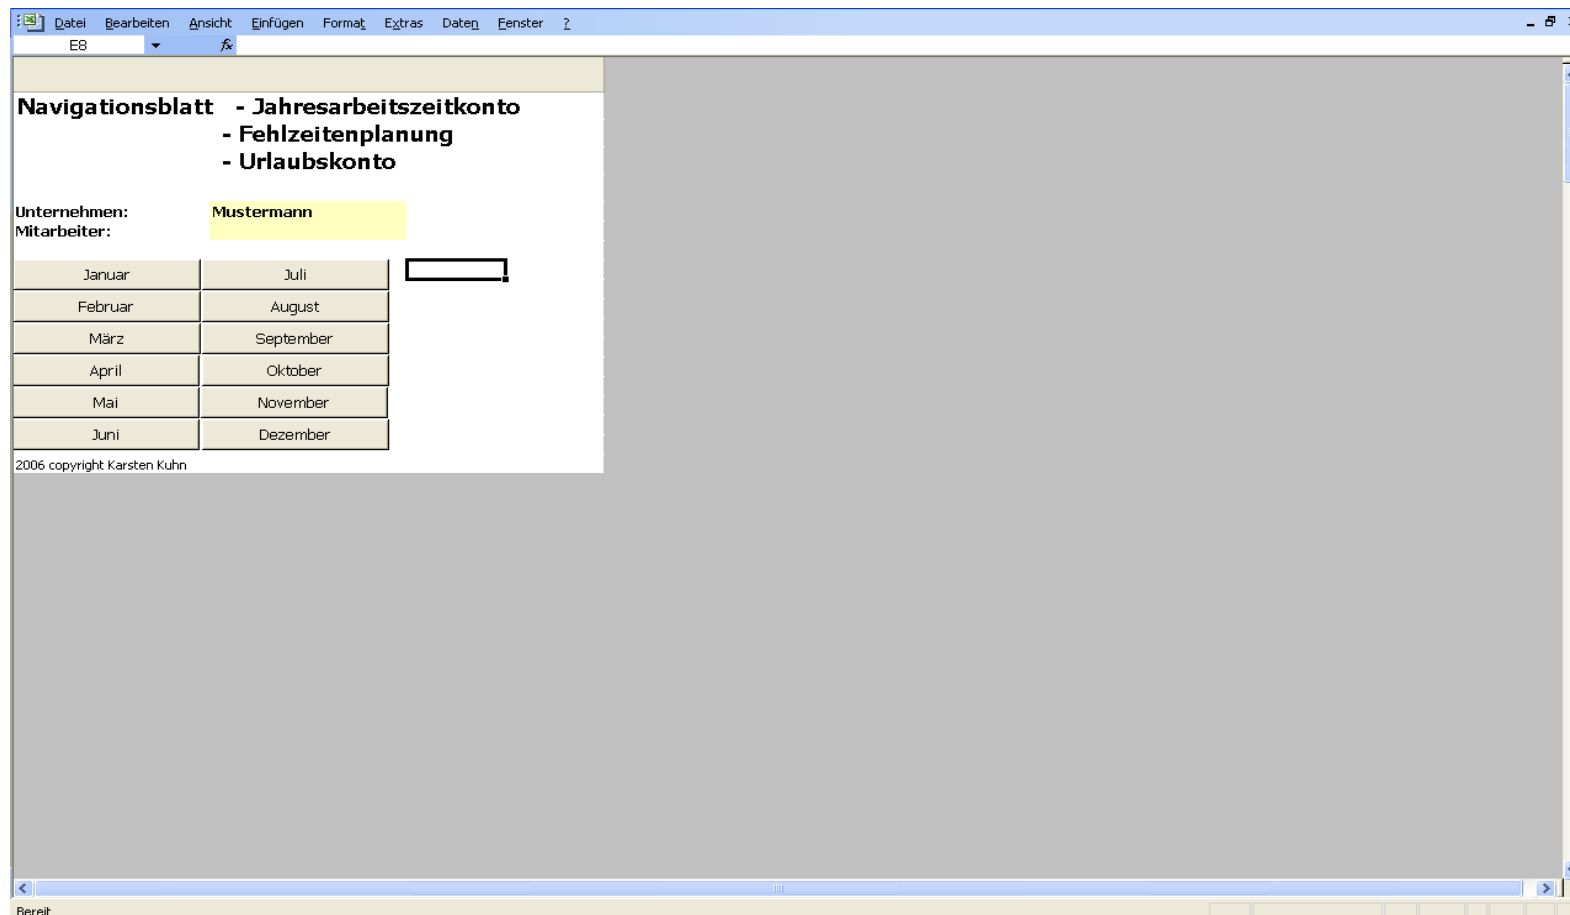 Datei Bearbeiten Ansicht Einfügen Format Extras Daten Fenster ?
E8 fx
Navigationsblatt - Jahresarbeitszeitkonto
- Fehlzeitenplanung
- Urlaubskonto
Unternehmen: Mustermann
Mitarbeiter:
Januar Juli
Februar August
März September
April Oktober
Mai November
Juni Dezember
2006 copyright Karsten Kuhn
Bereit